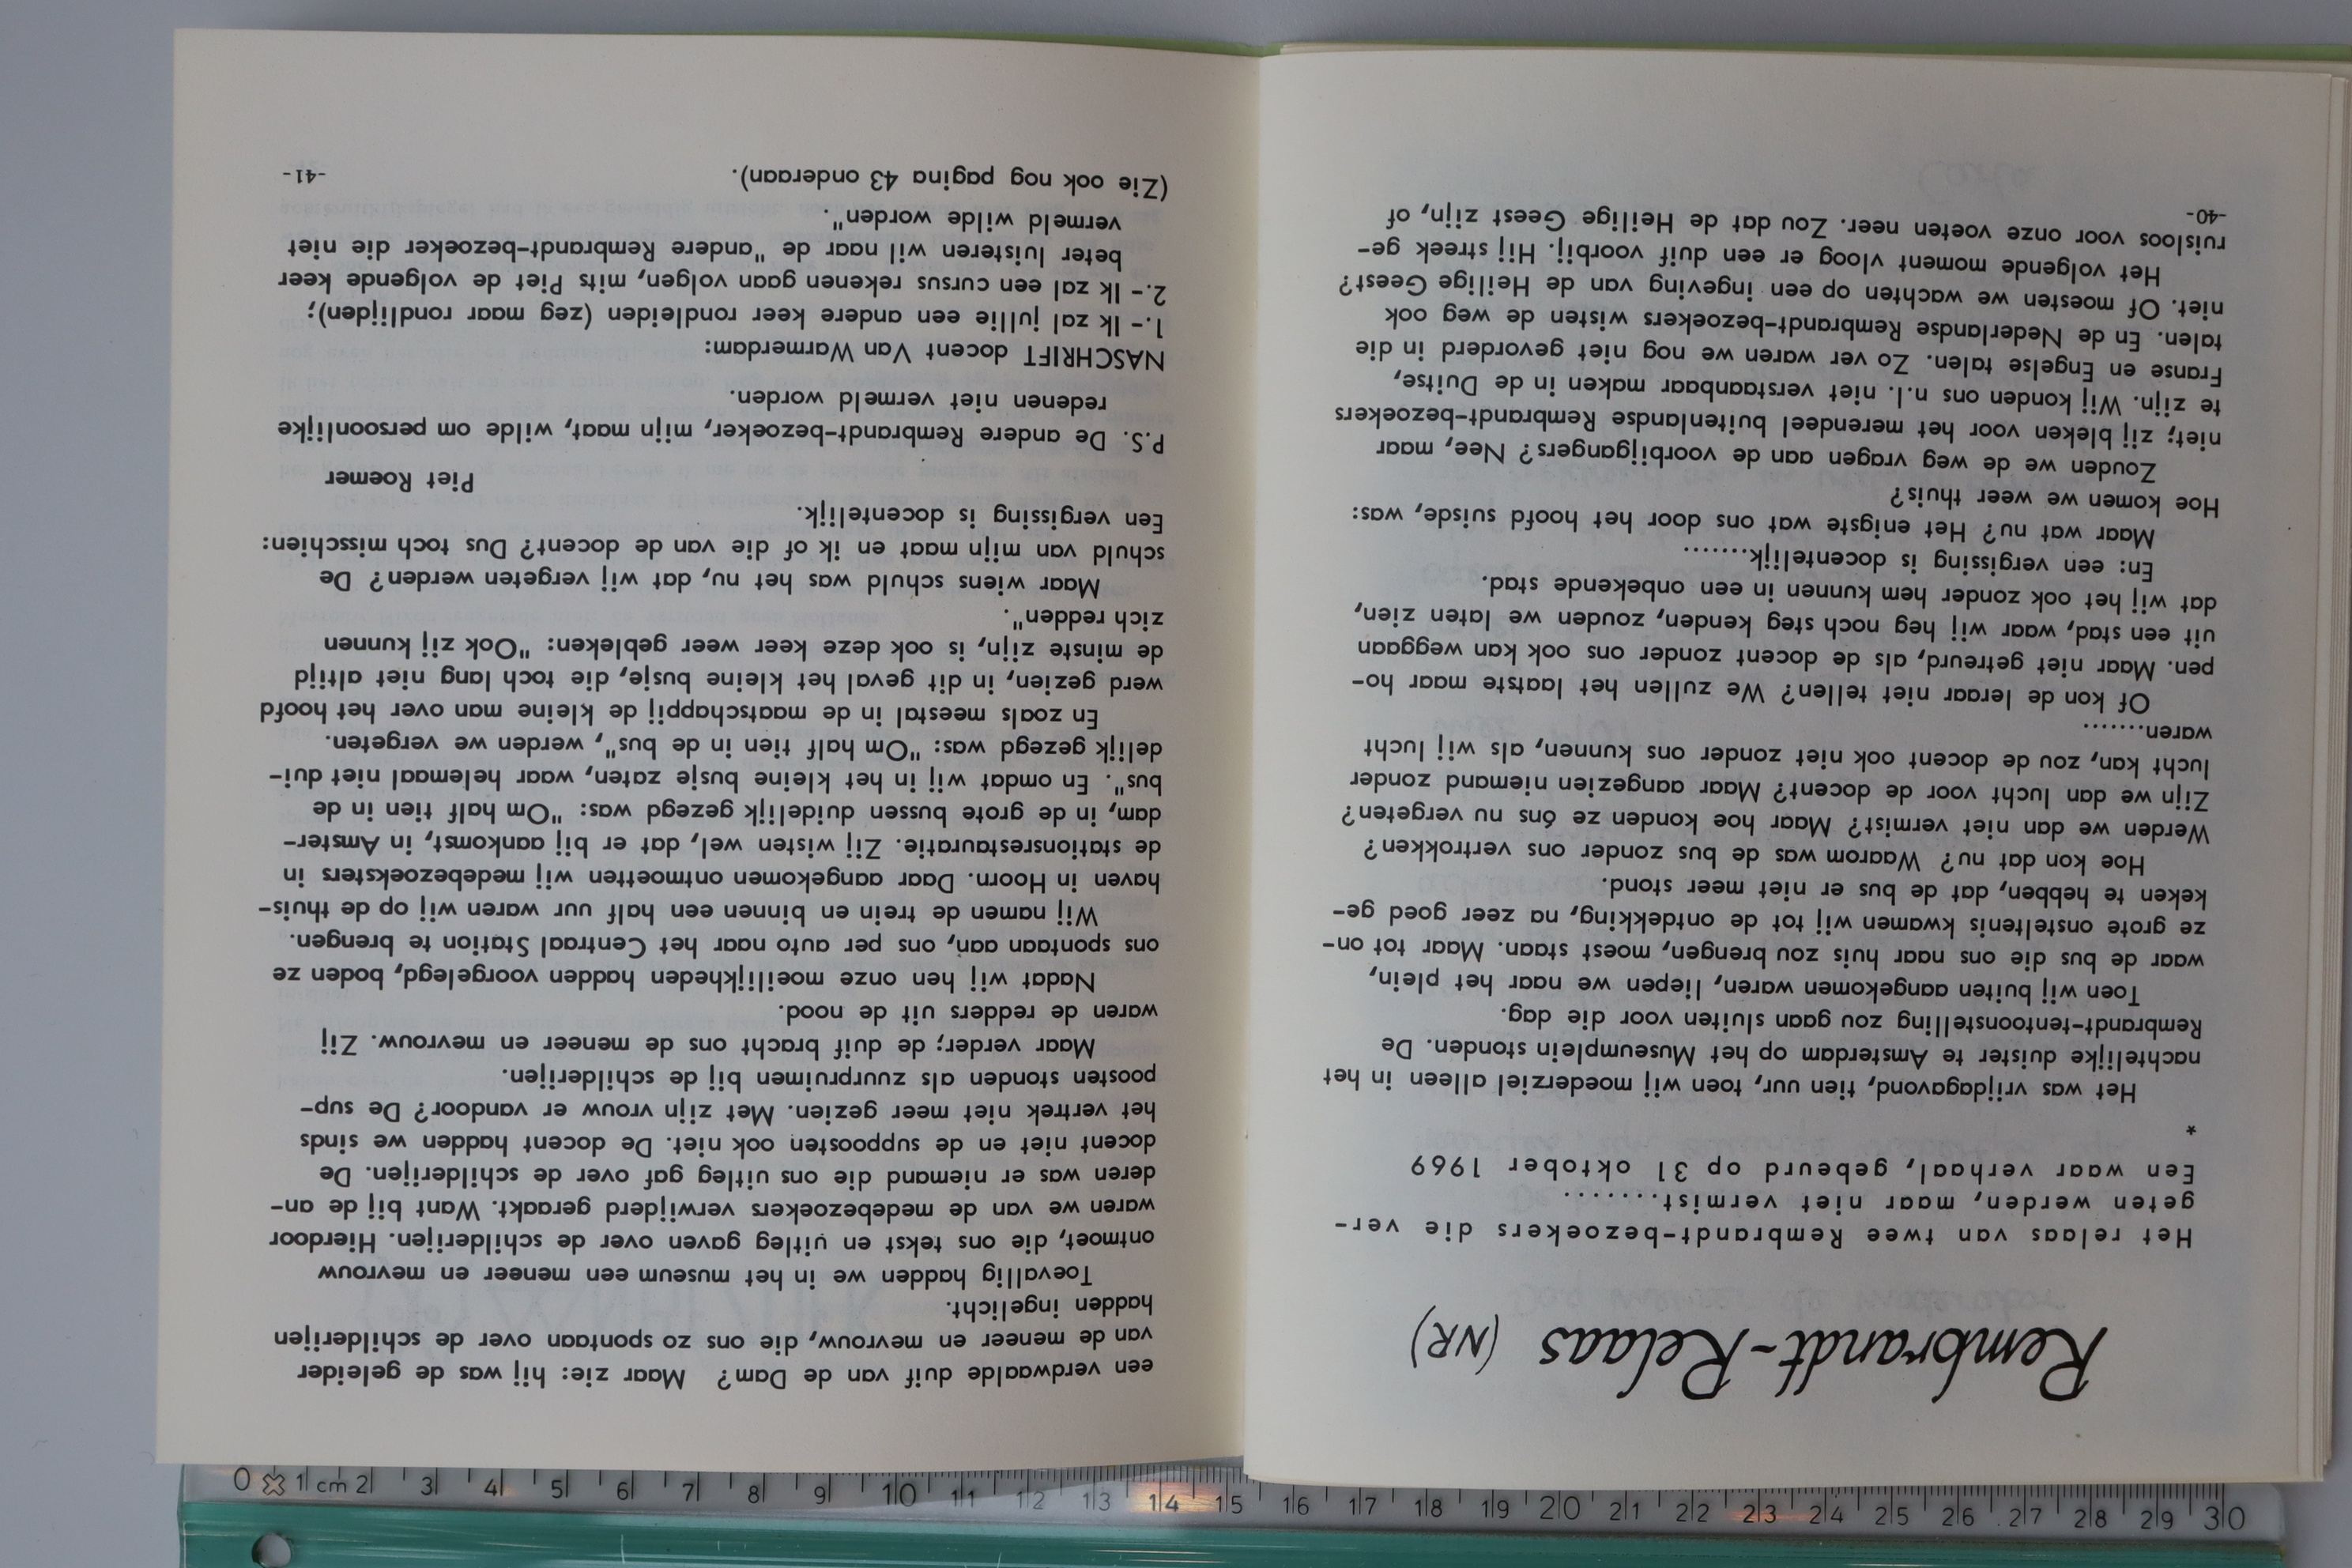 Rembrandt-Relaas (NR)
Het relaas van twee Rembrandt-bezoekers die ver-
geten werden, maar niet vermist.......
Een waar verhaal, gebeurd op 31 oktober 1969
*
Het was vrijdagavond, tien uur, toen wij moederziel alleen in het
nachtelijke duister te Amsterdam op het Museumplein stonden. De
Rembrandt-tentoonstelling zou gaan sluiten voor die dag.
Toen wij buiten aangekomen waren, liepen we naar het plein,
waar de bus die ons naar huis zou brengen, moest staan. Maar tot on-
ze grote onsteltenis kwamen wij tot de ontdekking, na zeer goed ge-
keken te hebben, dat de bus er niet meer stond.
Hoe kon dat nu? Waarom was de bus zonder ons vertrokken?
Werden we dan niet vermist? Maar hoe konden ze óns nu vergeten?
Zijn we dan lucht voor de docent? Maar aangezien niemand zonder
lucht kan, zou de docent ook niet zonder ons kunnen, als wij lucht
waren.......
Of kon de leraar niet tellen? We zullen het laatste maar ho-
pen. Maar niet getreurd, als de docent zonder ons ook kan weggaan
uit een stad, waar wij heg noch steg kenden, zouden we laten zien,
dat wij het ook zonder hem kunnen in een onbekende stad.
En: een vergissing is docentelijk.......
Maar wat nu? Het enigste wat ons door het hoofd suisde, was:
Hoe komen we weer thuis?
Zouden we de weg vragen aan de voorbijgangers? Nee, maar
niet; zij bleken voor het merendeel buitenlandse Rembrandt-bezoekers
te zijn. Wij konden ons n.l. niet verstaanbaar maken in de Duitse,
Franse en Engelse talen. Zo ver waren we nog niet gevorderd in die
talen. En de Nederlandse Rembrandt-bezoekers wisten de weg ook
niet. Of moesten we wachten op een ingeving van de Heilige Geest?
Het volgende moment vloog er een duif voorbij. Hij streek ge-
ruisloos voor onze voeten neer. Zou dat de Heilige Geest zijn, of
-40-
een verdwaalde duif van de Dam? Maar zie: hij was de geleider
van de meneer en mevrouw, die ons zo spontaan over de schilderijen
hadden ingelicht.
Toevallig hadden we in het museum een meneer en mevrouw
ontmoet, die ons tekst en uitleg gaven over de schilderijen. Hierdoor
waren we van de medebezoekers verwijderd geraakt. Want bij de an-
deren was er niemand die ons uitleg gaf over de schilderijen. De
docent niet en de suppoosten ook niet. De docent hadden we sinds
het vertrek niet meer gezien. Met zijn vrouw er vandoor? De sup-
poosten stonden als zuurpruimen bij de schilderijen.
Maar verder; de duif bracht ons de meneer en mevrouw. Zij
waren de redders uit de nood.
Nadat wij hen onze moeilijkheden hadden voorgelegd, boden ze
ons spontaan aan, ons per auto naar het Centraal Station te brengen.
Wij namen de trein en binnen een half uur waren wij op de thuis-
haven in Hoorn. Daar aangekomen ontmoetten wij medebezoeksters in
de stationsrestauratie. Zij wisten wel, dat er bij aankomst, in Amster-
dam, in de grote bussen duidelijk gezegd was: "Om half tien in de
bus". En omdat wij in het kleine busje zaten, waar helemaal niet dui-
delijk gezegd was: "Om half tien in de bus", werden we vergeten.
En zoals meestal in de maatschappij de kleine man over het hoofd
werd gezien, in dit geval het kleine busje, die toch lang niet altijd
de minste zijn, is ook deze keer weer gebleken: "Ook zij kunnen
zich redden".
Maar wiens schuld was het nu, dat wij vergeten werden? De
schuld van mijn maat en ik of die van de docent? Dus toch misschien:
Een vergissing is docentelijk.
Piet Roemer
P.S. De andere Rembrandt-bezoeker, mijn maat, wilde om persoonlijke
redenen niet vermeld worden.
NASCHRIFT docent Van Warmerdam:
1.- Ik zal jullie een andere keer rondleiden (zeg maar rondlijden);
2.- Ik zal een cursus rekenen gaan volgen, mits Piet de volgende keer
beter luisteren wil naar de "andere Rembrandt-bezoeker die niet
vermeld wilde worden".
(Zie ook nog pagina 43 onderaan).
-41-
0 1 cm 2 3 4 5 6 7 8 9 10 11 12 13 14 15 16 17 18 19 20 21 22 23 24 25 26 27 28 29 30